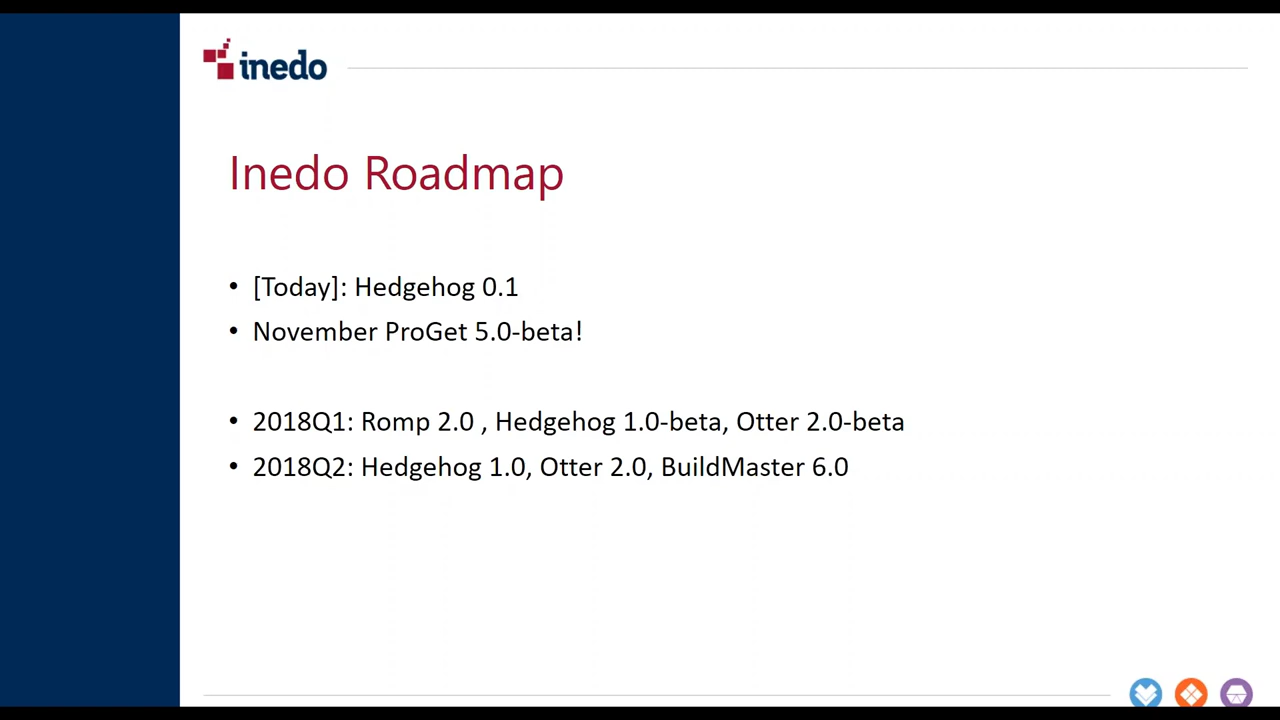 inedo
Inedo Roadmap
• [Today]: Hedgehog 0.1
• November ProGet 5.0-beta!
• 2018Q1: Romp 2.0 , Hedgehog 1.0-beta, Otter 2.0-beta
• 2018Q2: Hedgehog 1.0, Otter 2.0, BuildMaster 6.0